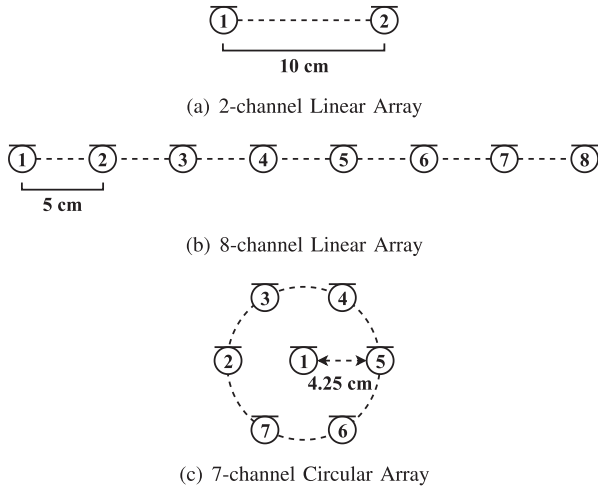 1 2
10 cm
(a) 2-channel Linear Array
1 2 3 4 5 6 7 8
5 cm
(b) 8-channel Linear Array
3 4
2 1 5
4.25 cm
7 6
(c) 7-channel Circular Array